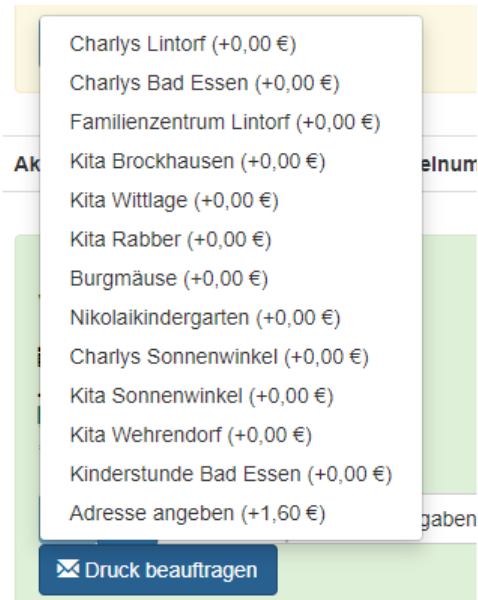 Charlys Lintorf (+0,00 €)
Charlys Bad Essen (+0,00 €)
Familienzentrum Lintorf (+0,00 €)
Kita Brockhausen (+0,00 €)
Kita Wittlage (+0,00 €)
Kita Rabber (+0,00 €)
Burgmäuse (+0,00 €)
Nikolaikindergarten (+0,00 €)
Charlys Sonnenwinkel (+0,00 €)
Kita Sonnenwinkel (+0,00 €)
Kita Wehrendorf (+0,00 €)
Kinderstunde Bad Essen (+0,00 €)
Adresse angeben (+1,60 €)
Druck beauftragen